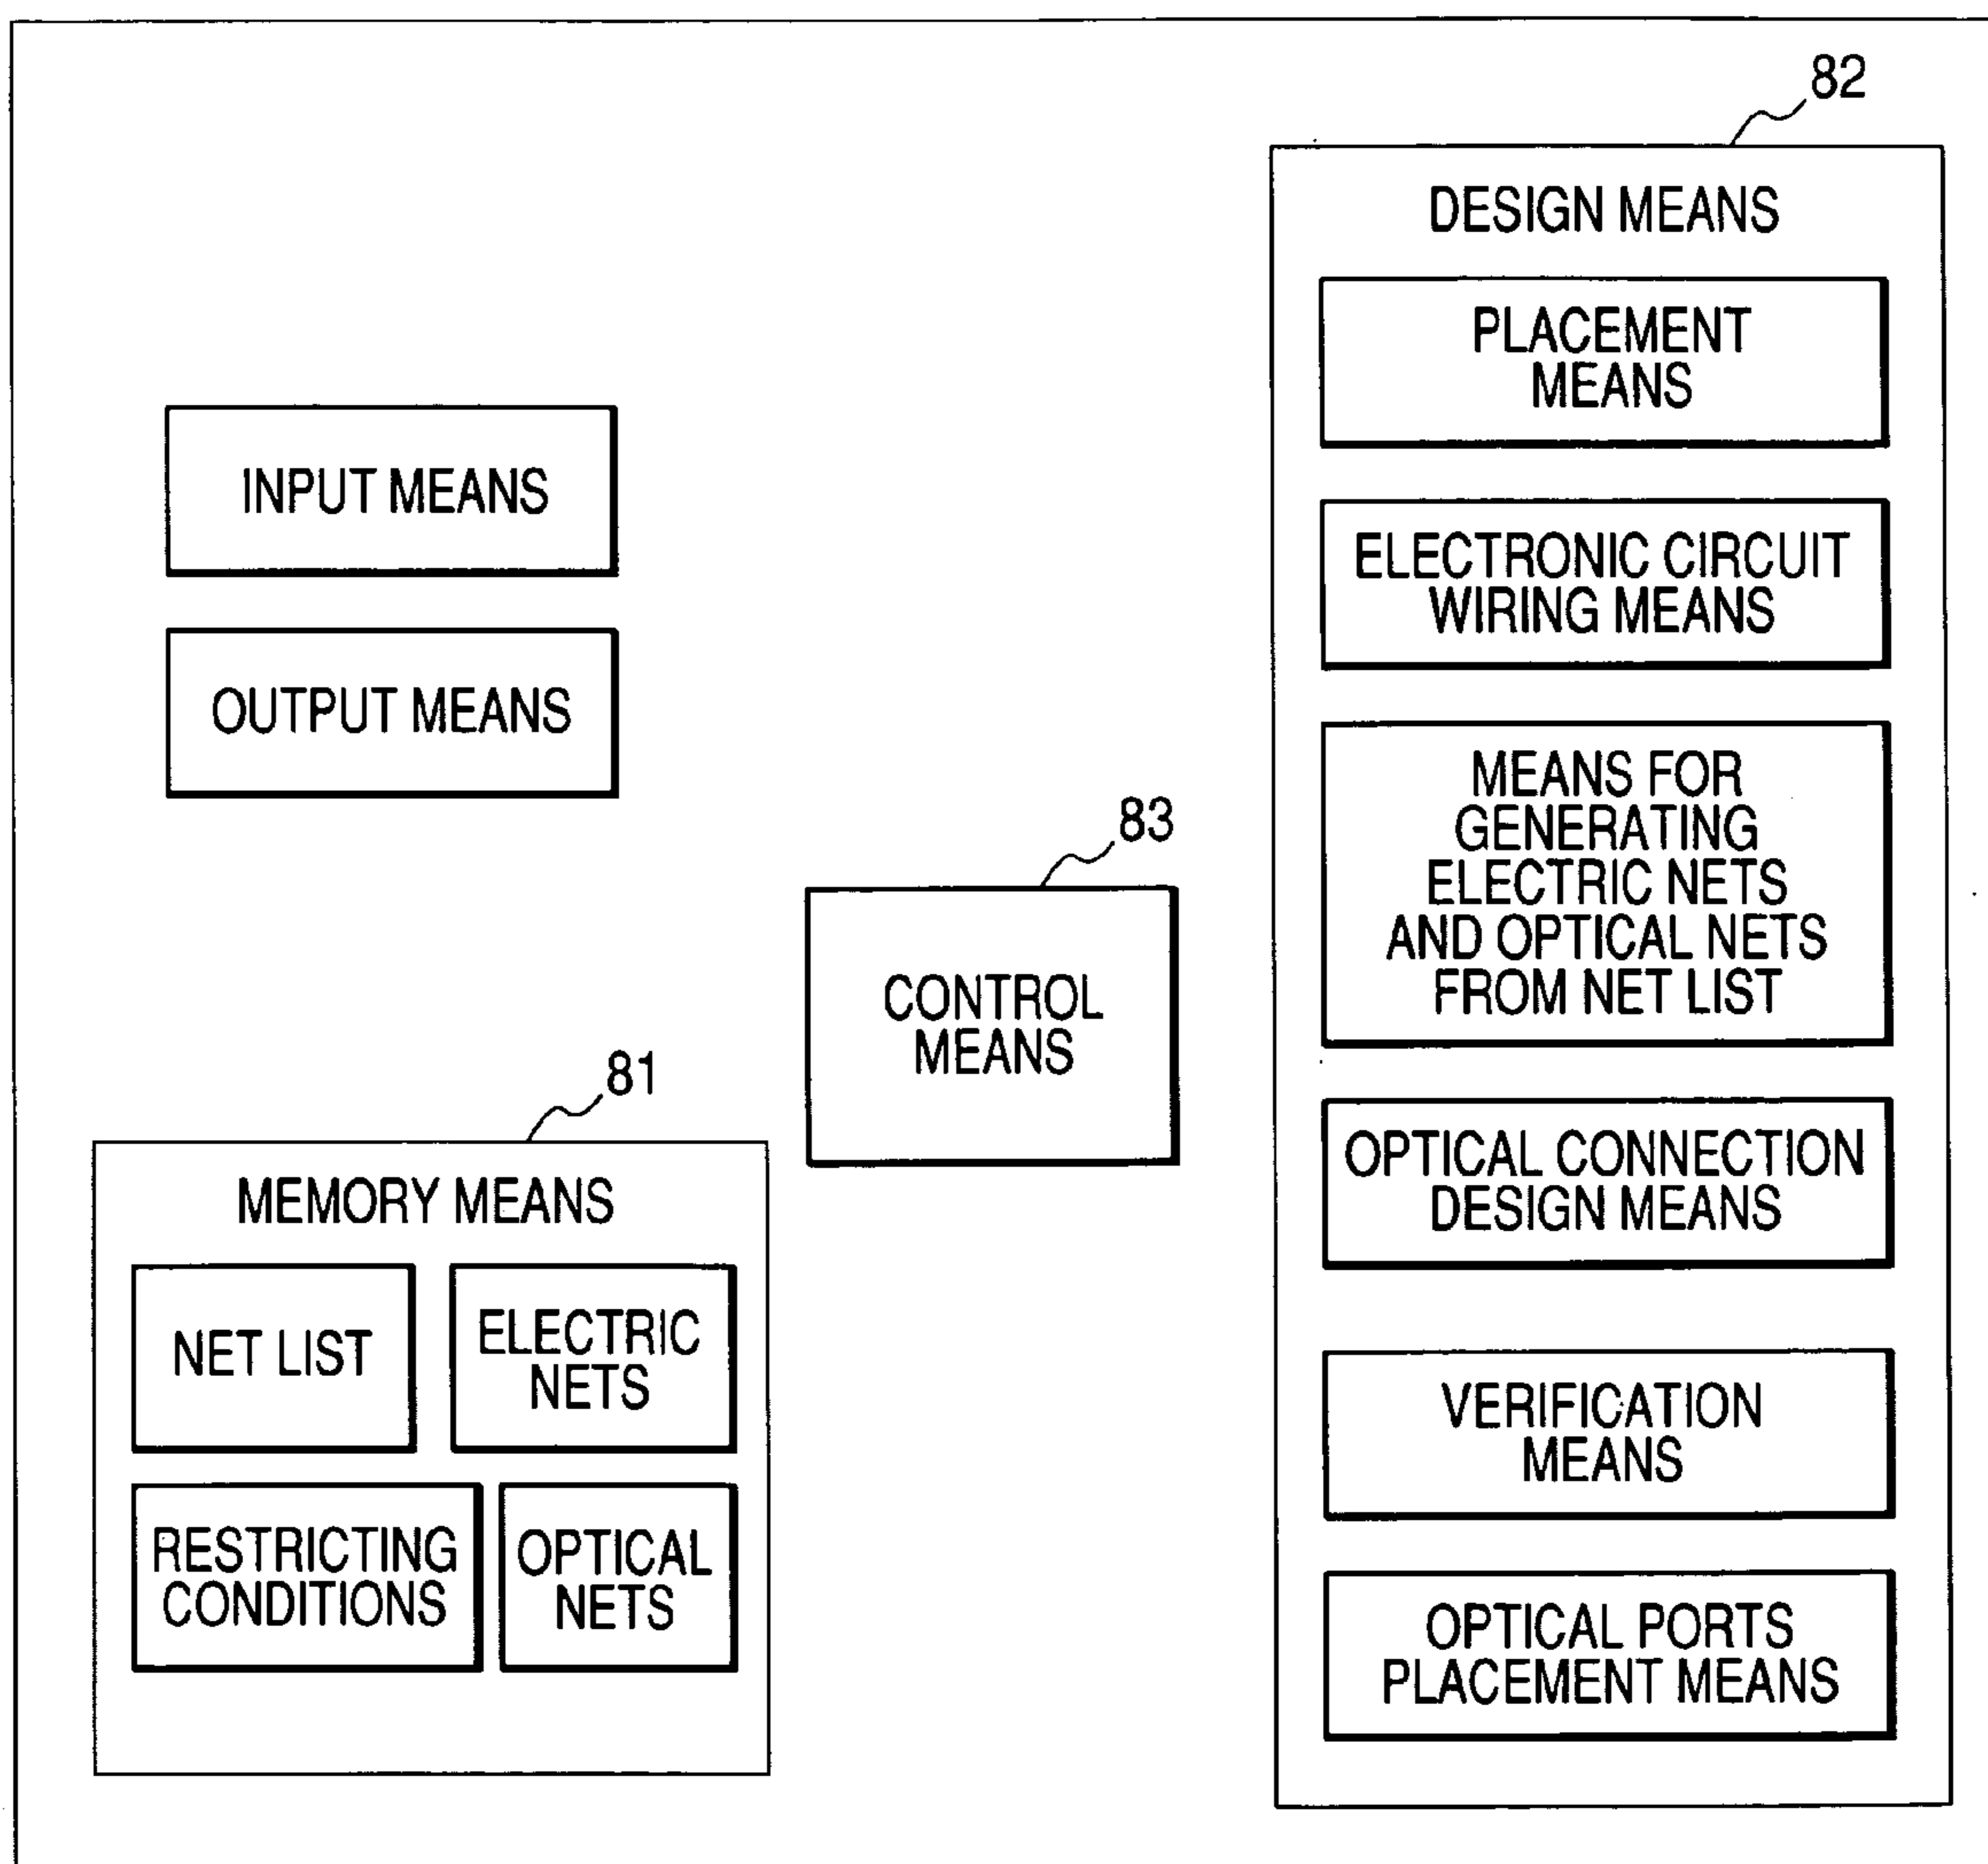 82
DESIGN MEANS
PLACEMENT
MEANS
ELECTRONIC CIRCUIT
WIRING MEANS
MEANS FOR
GENERATING
ELECTRIC NETS
AND OPTICAL NETS
FROM NET LIST
OPTICAL CONNECTION
DESIGN MEANS
VERIFICATION
MEANS
OPTICAL PORTS
PLACEMENT MEANS
INPUT MEANS
OUTPUT MEANS
83
CONTROL
MEANS
81
MEMORY MEANS
NET LIST
ELECTRIC
NETS
RESTRICTING
CONDITIONS
OPTICAL
NETS